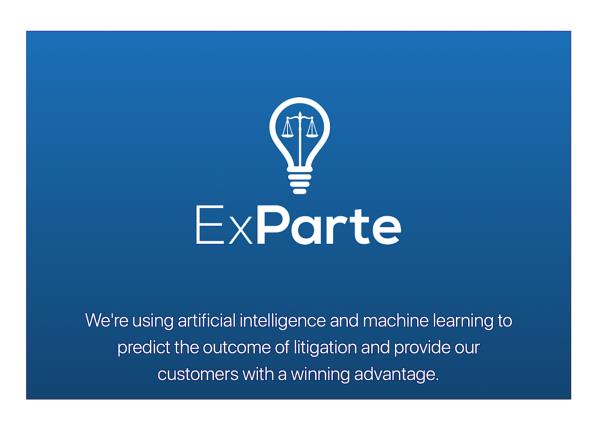 ExParte
We're using artificial intelligence and machine learning to
predict the outcome of litigation and provide our
customers with a winning advantage.